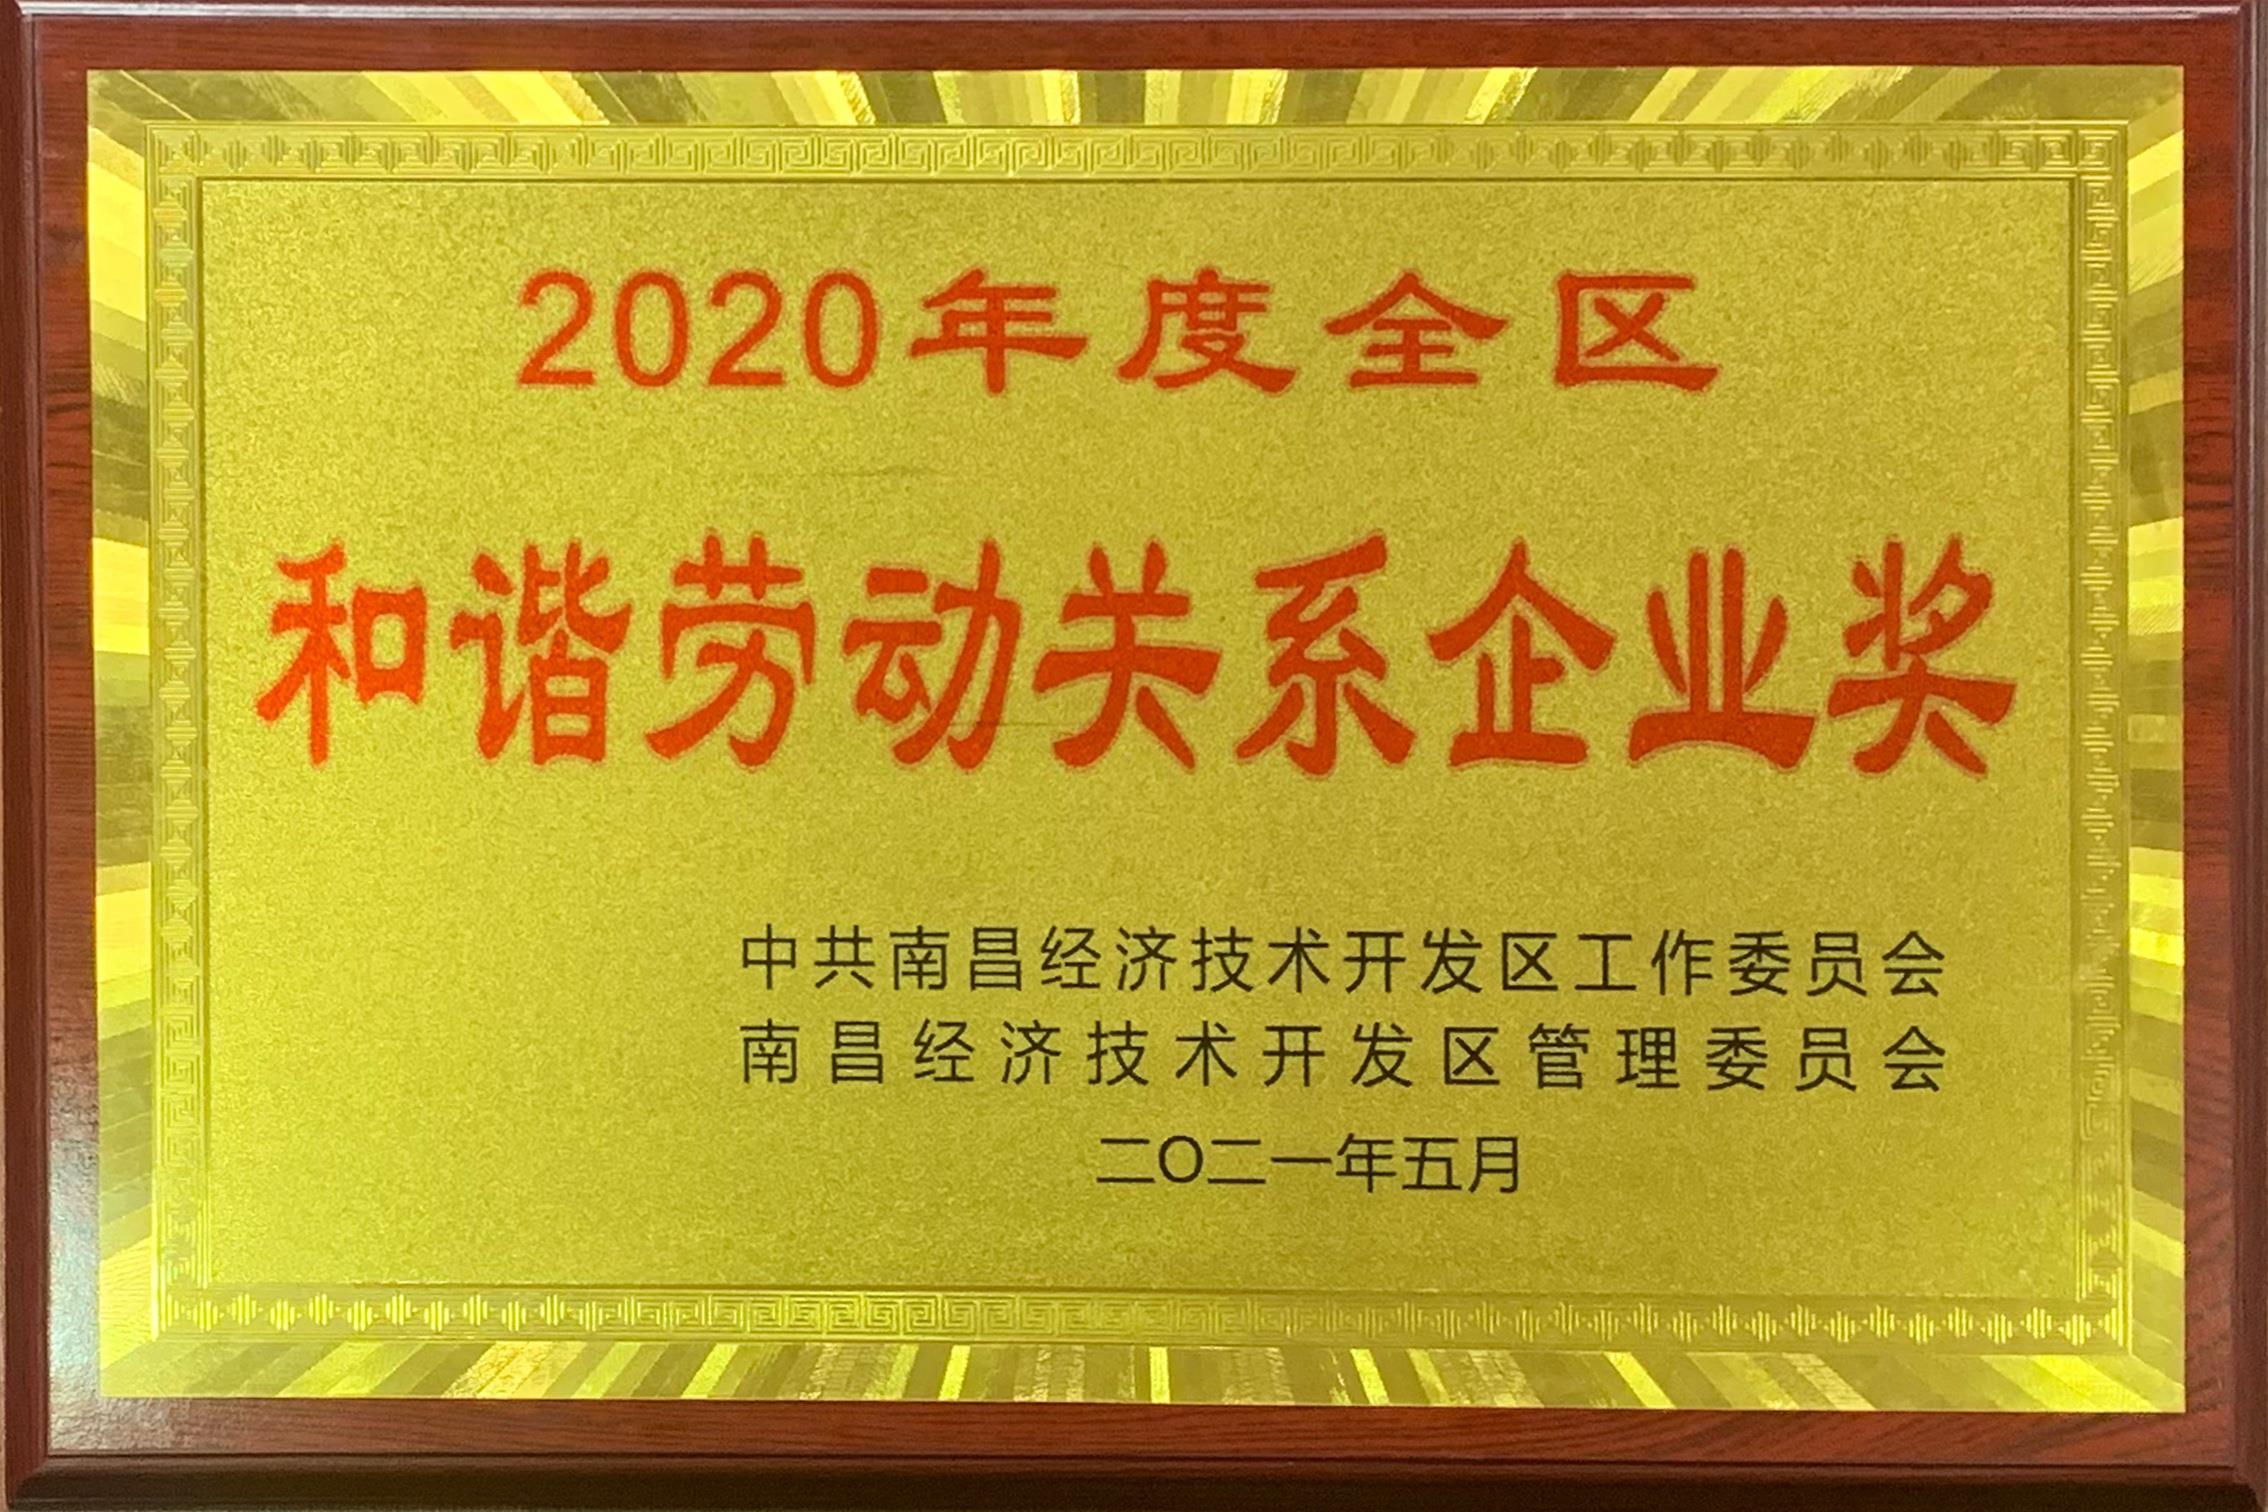 2020年度全区
和谐劳动关系企业奖
中共南昌经济技术开发区工作委员会
南昌经济技术开发区管理委员会
二〇二一年五月